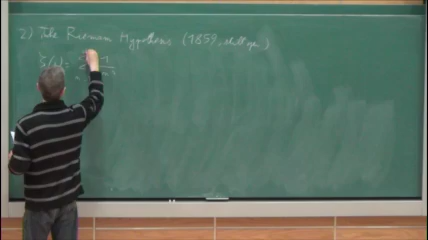 2) The Riemann Hypothesis (1859, still open)
ζ(s) = Σ 1/n^s